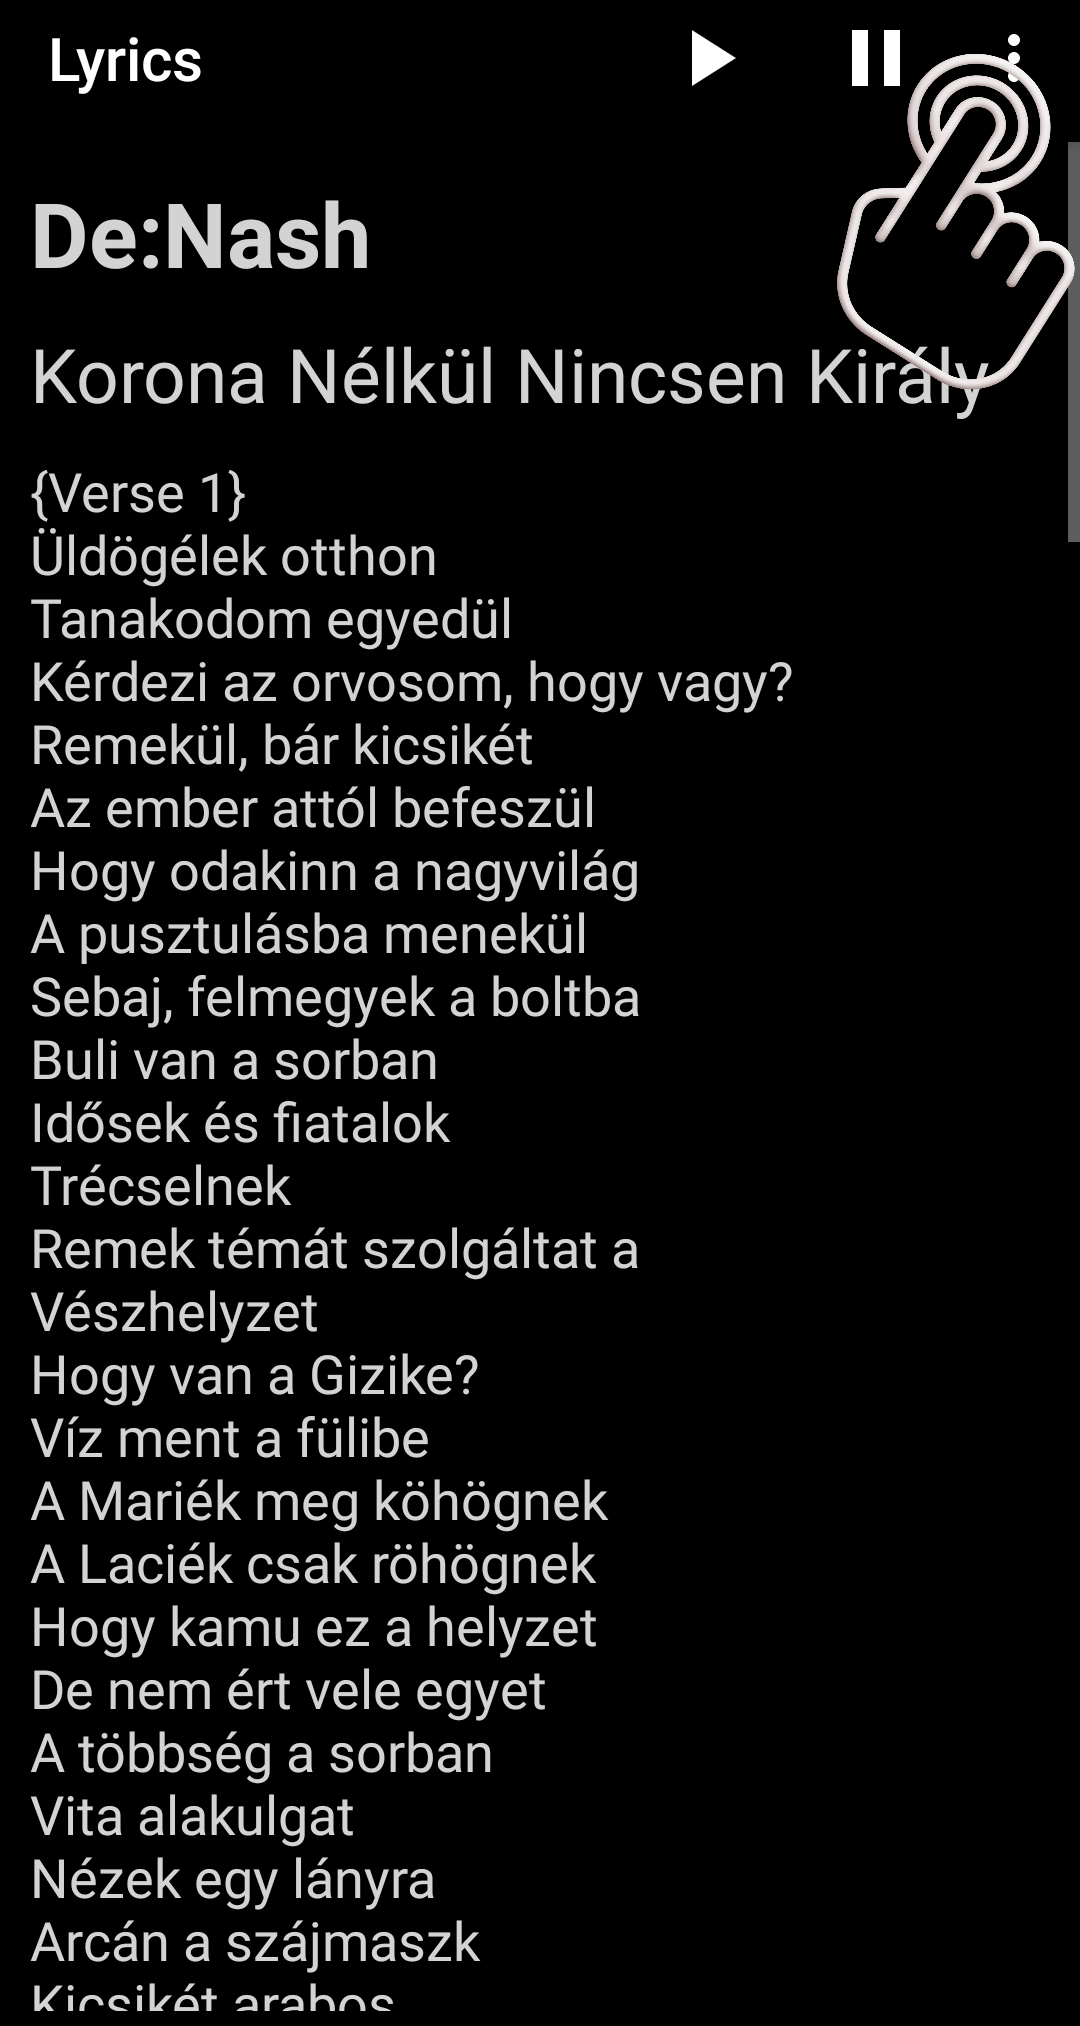 Lyrics
De:Nash
Korona Nélkül Nincsen Király
{Verse 1}
Üldögélek otthon
Tanakodom egyedül
Kérdezi az orvosom, hogy vagy?
Remekül, bár kicsikét
Az ember attól befeszül
Hogy odakinn a nagyvilág
A pusztulásba menekül
Sebaj, felmegyek a boltba
Buli van a sorban
Idősek és fiatalok
Trécselnek
Remek témát szolgáltat a
Vészhelyzet
Hogy van a Gizike?
Víz ment a fülibe
A Mariék meg köhögnek
A Laciék csak röhögnek
Hogy kamu ez a helyzet
De nem ért vele egyet
A többség a sorban
Vita alakulgat
Nézek egy lányra
Arcán a szájmaszk
Kicsikét arabos